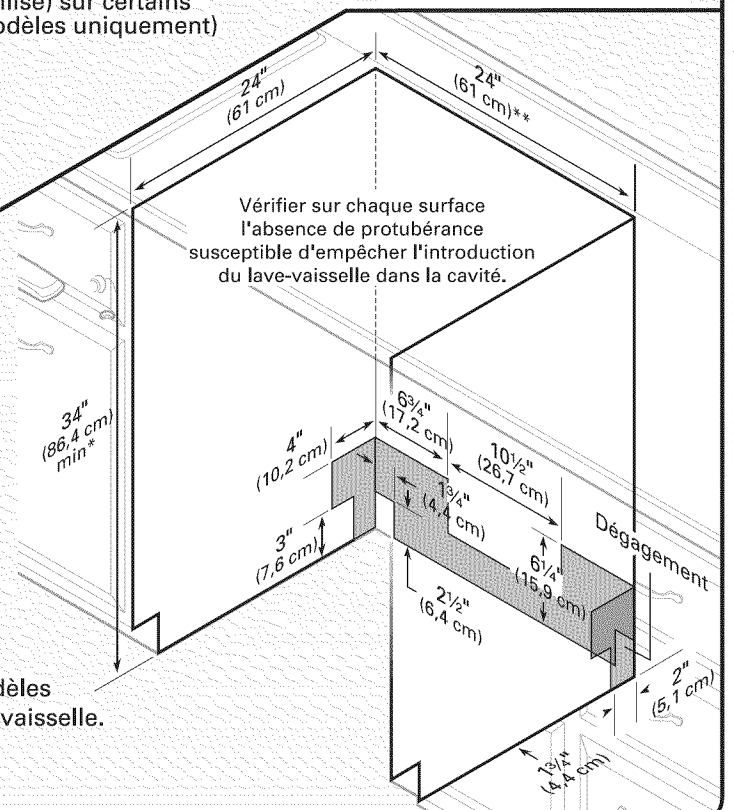 ilisé) sur certains
odèles uniquement)
24"
(61 cm)
24"
(61 cm)**
Vérifier sur chaque surface
l'absence de protubérance
susceptible d'empêcher l'introduction
du lave-vaisselle dans la cavité.
34"
(86,4 cm)
min*
4"
(10,2 cm)
6¾"
(17,2 cm)
10½"
(26,7 cm)
1¾"
(4,4 cm)
3"
(7,6 cm)
6¼"
(15,9 cm)
Dégagement
2½"
(6,4 cm)
2"
(5,1 cm)
1¾"
(4,4 cm)
dèles
vaisselle.